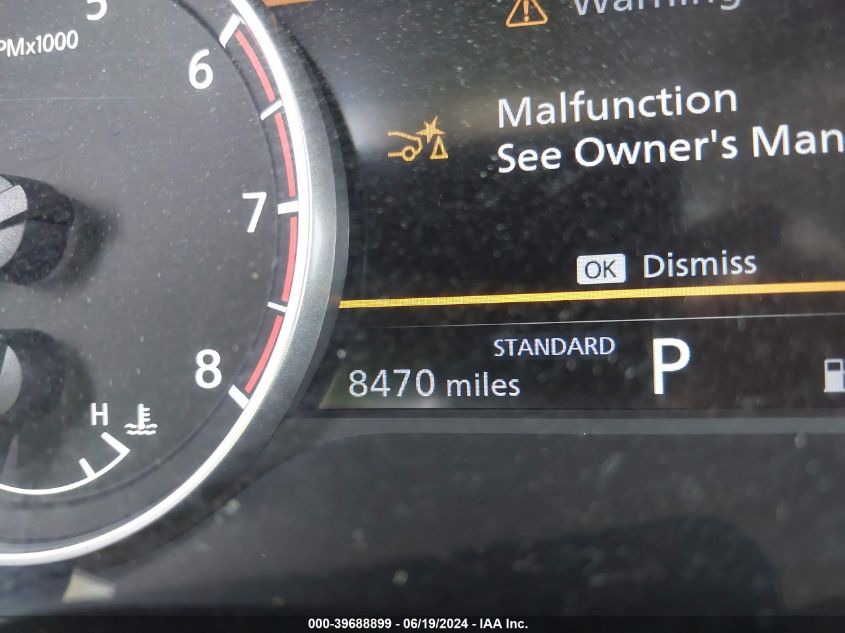 5
PMx1000
6
7
8
H
Warning
Malfunction
See Owner's Man
OK Dismiss
STANDARD
8470 miles
P
000-39688899 - 06/19/2024 - IAA Inc.